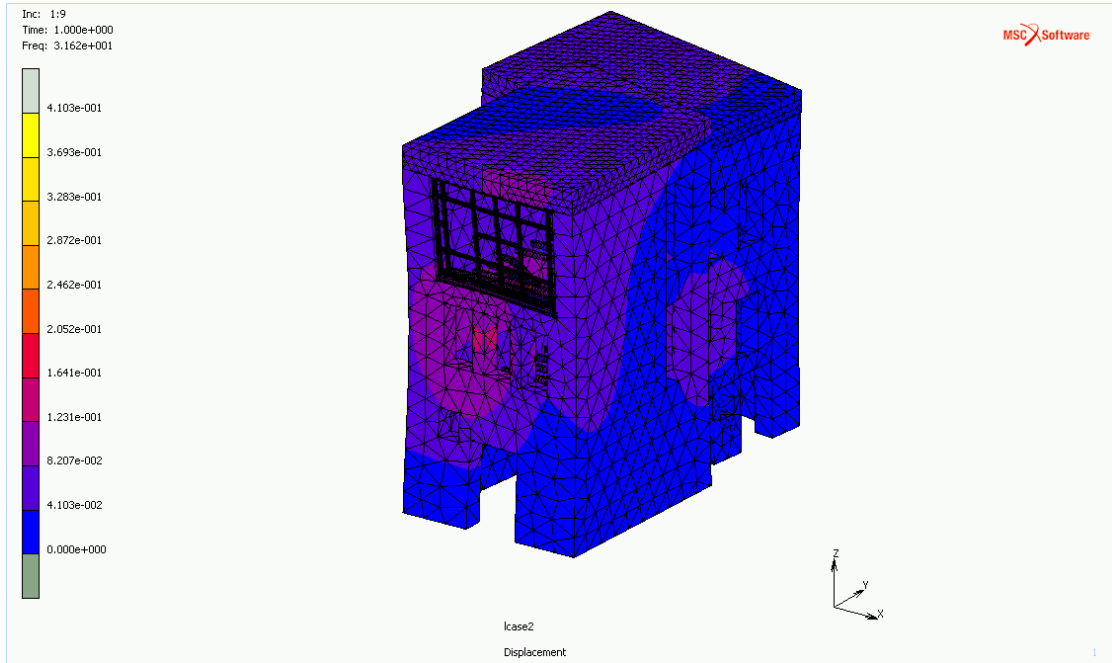 Inc: 1:9
Time: 1.000e+000
Freq: 3.162e+001
MSC Software
4.103e-001
3.693e-001
3.283e-001
2.872e-001
2.462e-001
2.052e-001
1.641e-001
1.231e-001
8.207e-002
4.103e-002
0.000e+000
Z
Y
X
lcase2
Displacement
1